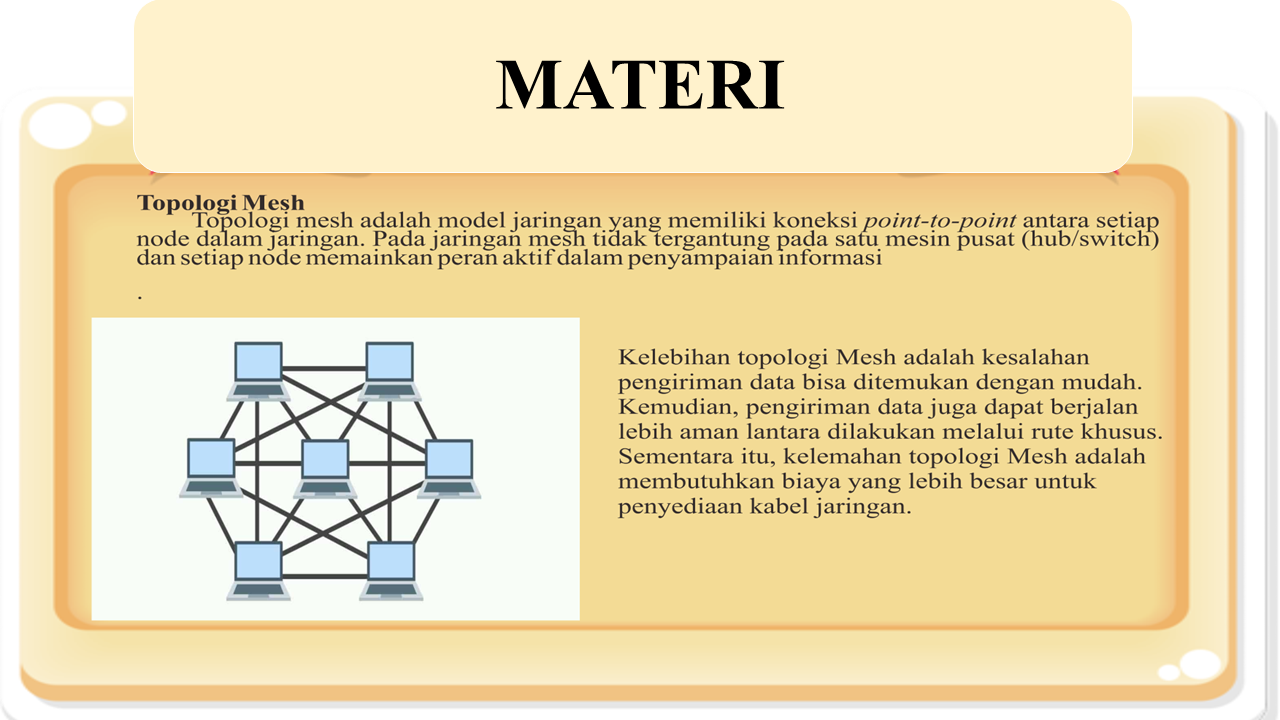 MATERI
Topologi Mesh
Topologi mesh adalah model jaringan yang memiliki koneksi point-to-point antara setiap
node dalam jaringan. Pada jaringan mesh tidak tergantung pada satu mesin pusat (hub/switch)
dan setiap node memainkan peran aktif dalam penyampaian informasi
.
Kelebihan topologi Mesh adalah kesalahan
pengiriman data bisa ditemukan dengan mudah.
Kemudian, pengiriman data juga dapat berjalan
lebih aman lantara dilakukan melalui rute khusus.
Sementara itu, kelemahan topologi Mesh adalah
membutuhkan biaya yang lebih besar untuk
penyediaan kabel jaringan.